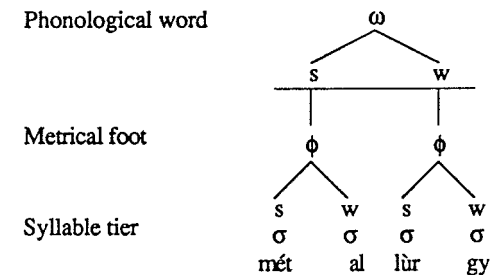 Phonological word ω
s w
Metrical foot ϕ ϕ
s w s w
Syllable tier σ σ σ σ
mét al lùr gy